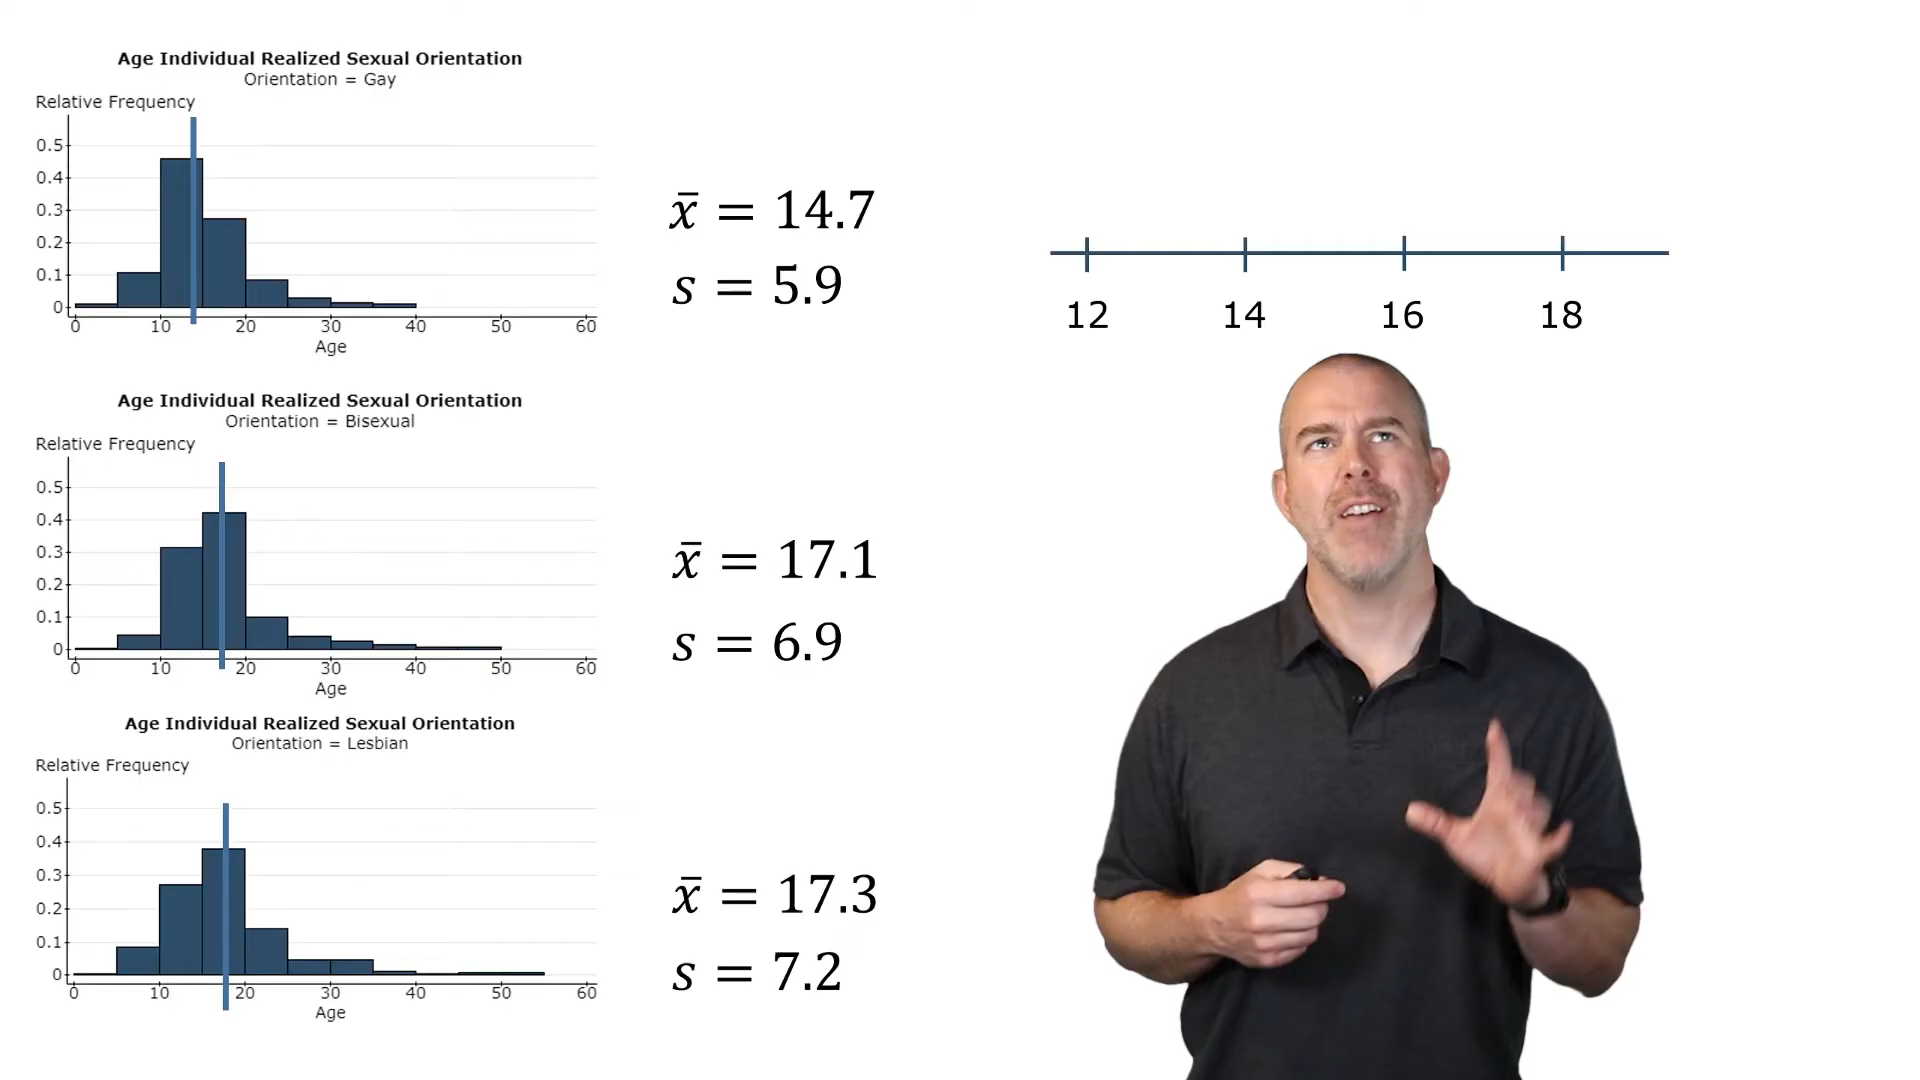 Age Individual Realized Sexual Orientation
Orientation = Gay
Relative Frequency
0.5
0.4
0.3
0.2
0.1
0
0 10 20 30 40 50 60
Age
x̄ = 14.7
s = 5.9
Age Individual Realized Sexual Orientation
Orientation = Bisexual
Relative Frequency
0.5
0.4
0.3
0.2
0.1
0
0 10 20 30 40 50 60
Age
x̄ = 17.1
s = 6.9
Age Individual Realized Sexual Orientation
Orientation = Lesbian
Relative Frequency
0.5
0.4
0.3
0.2
0.1
0
0 10 20 30 40 50 60
Age
x̄ = 17.3
s = 7.2
12 14 16 18